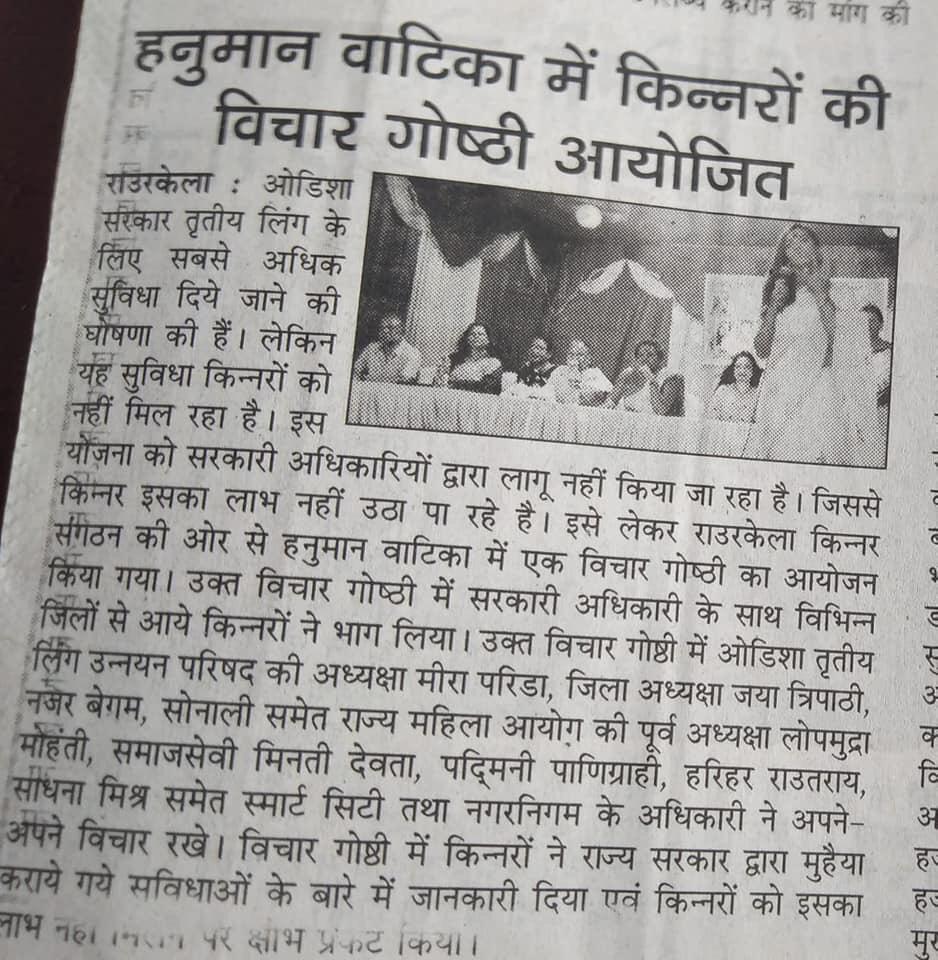 कराने की मांग की
हनुमान वाटिका में किन्नरों की
विचार गोष्ठी आयोजित
राउरकेला : ओडिशा
सरकार तृतीय लिंग के
लिए सबसे अधिक
सुविधा दिये जाने की
घोषणा की हैं। लेकिन
यह सुविधा किन्नरों को
नहीं मिल रहा है। इस
योजना को सरकारी अधिकारियों द्वारा लागू नहीं किया जा रहा है। जिससे
किन्नर इसका लाभ नहीं उठा पा रहे है। इसे लेकर राउरकेला किन्नर
संगठन की ओर से हनुमान वाटिका में एक विचार गोष्ठी का आयोजन
किया गया। उक्त विचार गोष्ठी में सरकारी अधिकारी के साथ विभिन्न
जिलों से आये किन्नरों ने भाग लिया। उक्त विचार गोष्ठी में ओडिशा तृतीय
लिंग उन्नयन परिषद की अध्यक्षा मीरा परिडा, जिला अध्यक्षा जया त्रिपाठी,
नजर बेगम, सोनाली समेत राज्य महिला आयोग की पूर्व अध्यक्षा लोपमुद्रा
मोहंती, समाजसेवी मिनती देवता, पद्मिनी पाणिग्राही, हरिहर राउतराय,
साधना मिश्र समेत स्मार्ट सिटी तथा नगरनिगम के अधिकारी ने अपने-
अपने विचार रखे। विचार गोष्ठी में किन्नरों ने राज्य सरकार द्वारा मुहैया
कराये गये सविधाओं के बारे में जानकारी दिया एवं किन्नरों को इसका
लाभ नहीं मिलने पर क्षोभ प्रकट किया।